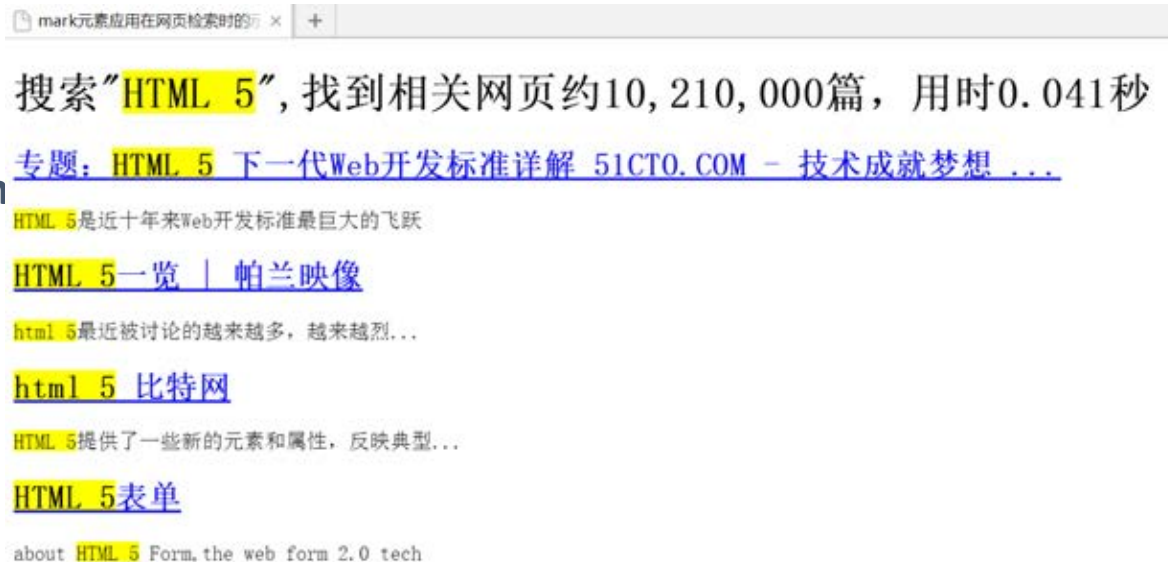 mark元素应用在网页检索时的
搜索"HTML 5",找到相关网页约10,210,000篇，用时0.041秒
专题：HTML 5 下一代Web开发标准详解 51CTO.COM - 技术成就梦想 ...
HTML 5是近十年来Web开发标准最巨大的飞跃
HTML 5一览 | 帕兰映像
html 5最近被讨论的越来越多，越来越烈...
html 5 比特网
HTML 5提供了一些新的元素和属性，反映典型...
HTML 5表单
about HTML 5 Form,the web form 2.0 tech